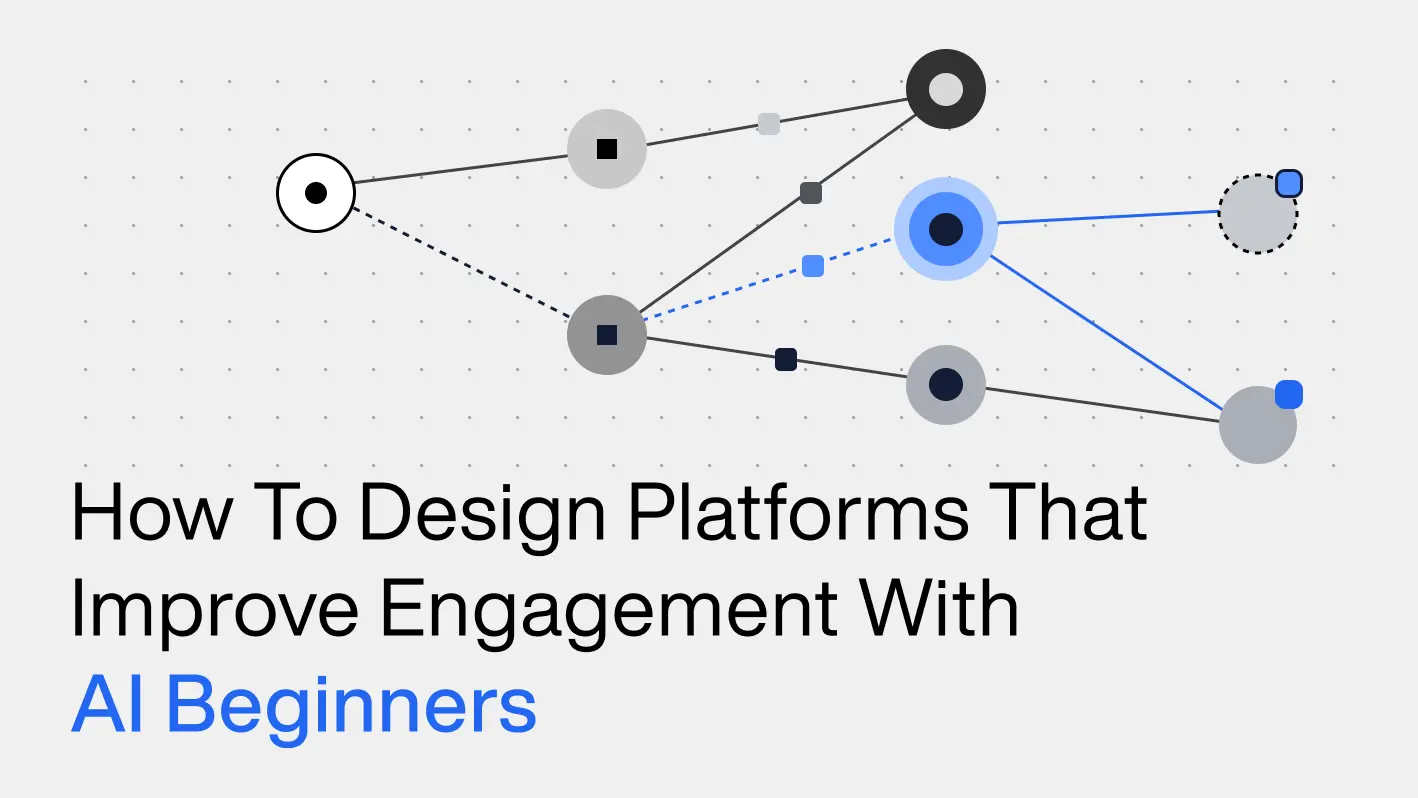 How To Design Platforms That
Improve Engagement With
AI Beginners